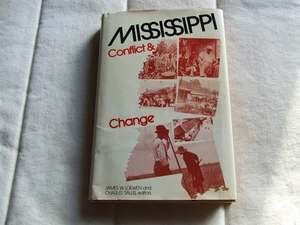 MISSISSIPPI
Conflict &
Change
JAMES W. LOEWEN and
CHARLES SALLIS, editors